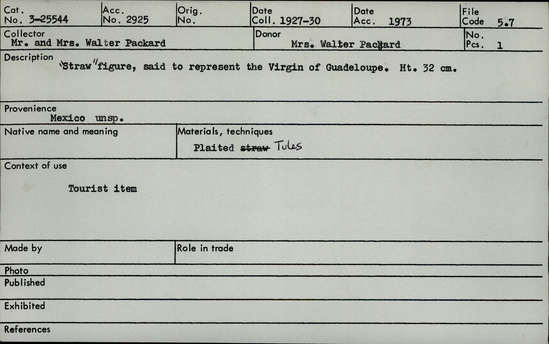 Cat. No. 3-25544 Acc. No. 2925 Orig. No. Date Coll. 1927-30 Date Acc. 1973 File Code 5.7
Collector Mr. and Mrs. Walter Packard Donor Mrs. Walter Packard No. Pcs. 1
Description "Straw" figure, said to represent the Virgin of Guadeloupe. Ht. 32 cm.
Provenience
Mexico unsp.
Native name and meaning Materials, techniques
Plaited straw Tules
Context of use
Tourist item
Made by Role in trade
Photo
Published
Exhibited
References